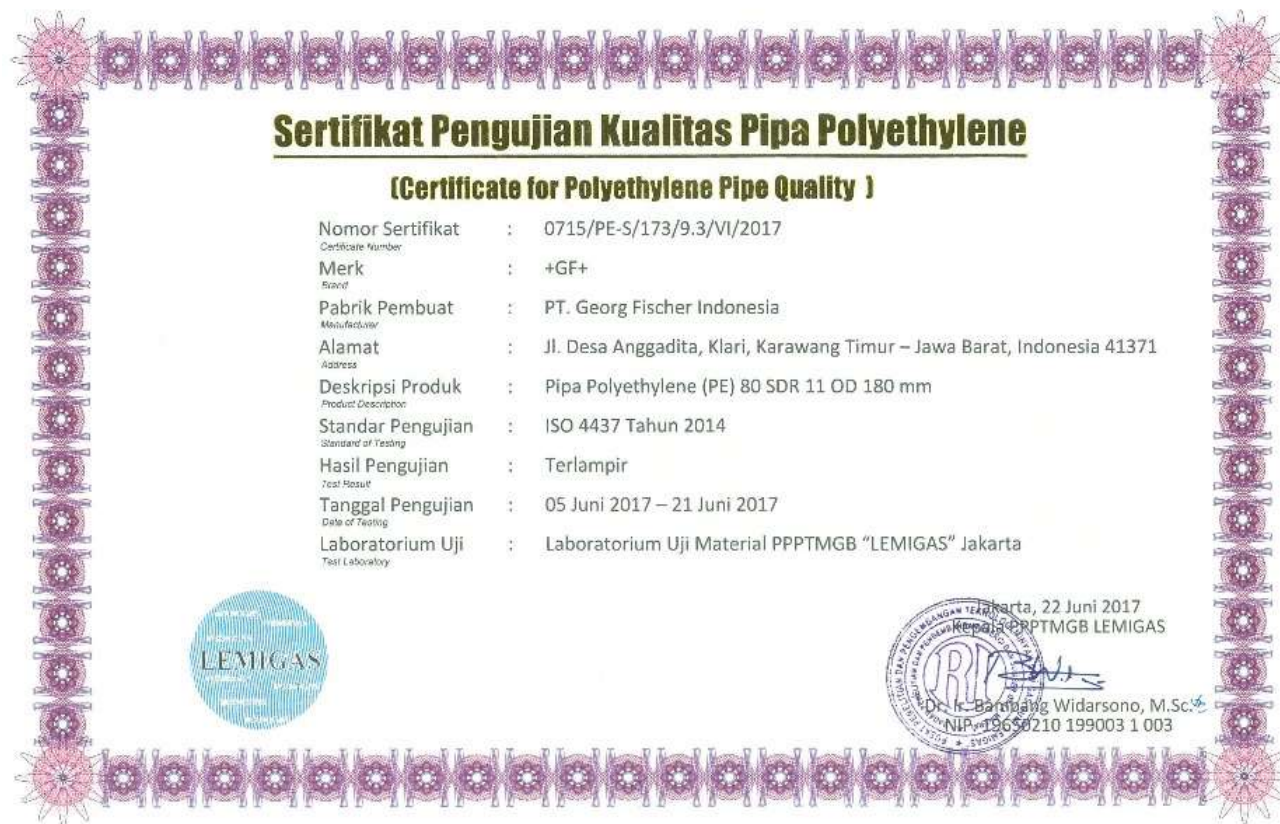 Sertifikat Pengujian Kualitas Pipa Polyethylene
(Certificate for Polyethylene Pipe Quality )
Nomor Sertifikat : 0715/PE-S/173/9.3/VI/2017
Certificate Number
Merk : +GF+
Brand
Pabrik Pembuat : PT. Georg Fischer Indonesia
Manufacturer
Alamat : Jl. Desa Anggadita, Klari, Karawang Timur – Jawa Barat, Indonesia 41371
Address
Deskripsi Produk : Pipa Polyethylene (PE) 80 SDR 11 OD 180 mm
Product Description
Standar Pengujian : ISO 4437 Tahun 2014
Standard of Testing
Hasil Pengujian : Terlampir
Test Result
Tanggal Pengujian : 05 Juni 2017 – 21 Juni 2017
Date of Testing
Laboratorium Uji : Laboratorium Uji Material PPPTMGB “LEMIGAS” Jakarta
Test Laboratory
LEMIGAS
Jakarta, 22 Juni 2017
Kepala PPPTMGB LEMIGAS
Dr. Ir. Bambang Widarsono, M.Sc.
NIP. 19650210 199003 1 003